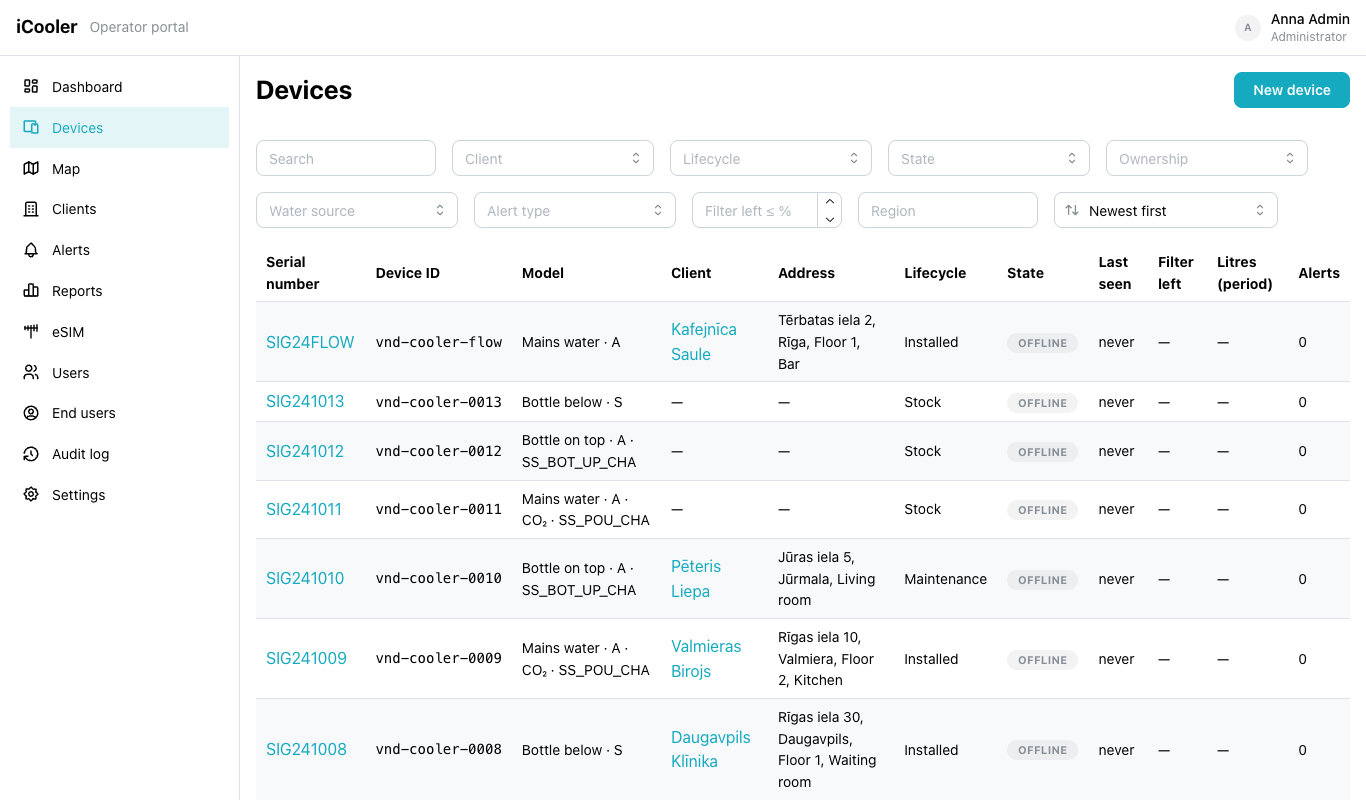 iCooler Operator portal
A
Anna Admin
Administrator
Dashboard
Devices
Map
Clients
Alerts
Reports
eSIM
Users
End users
Audit log
Settings
Devices
New device
Search
Client
Lifecycle
State
Ownership
Water source
Alert type
Filter left ≤ %
Region
Newest first
Serial number
Device ID
Model
Client
Address
Lifecycle
State
Last seen
Filter left
Litres (period)
Alerts
SIG24FLOW
vnd-cooler-flow
Mains water · A
Kafejnīca
Saule
Tērbatas iela 2,
Rīga, Floor 1,
Bar
Installed
OFFLINE
never
—
—
0
SIG241013
vnd-cooler-0013
Bottle below · S
—
—
Stock
OFFLINE
never
—
—
0
SIG241012
vnd-cooler-0012
Bottle on top · A ·
SS_BOT_UP_CHA
—
—
Stock
OFFLINE
never
—
—
0
SIG241011
vnd-cooler-0011
Mains water · A ·
CO₂ · SS_POU_CHA
—
—
Stock
OFFLINE
never
—
—
0
SIG241010
vnd-cooler-0010
Bottle on top · A ·
SS_BOT_UP_CHA
Pēteris
Liepa
Jūras iela 5,
Jūrmala, Living
room
Maintenance
OFFLINE
never
—
—
0
SIG241009
vnd-cooler-0009
Mains water · A ·
CO₂ · SS_POU_CHA
Valmieras
Birojs
Rīgas iela 10,
Valmiera, Floor
2, Kitchen
Installed
OFFLINE
never
—
—
0
SIG241008
vnd-cooler-0008
Bottle below · S
Daugavpils
Klīnika
Rīgas iela 30,
Daugavpils,
Floor 1, Waiting
room
Installed
OFFLINE
never
—
—
0